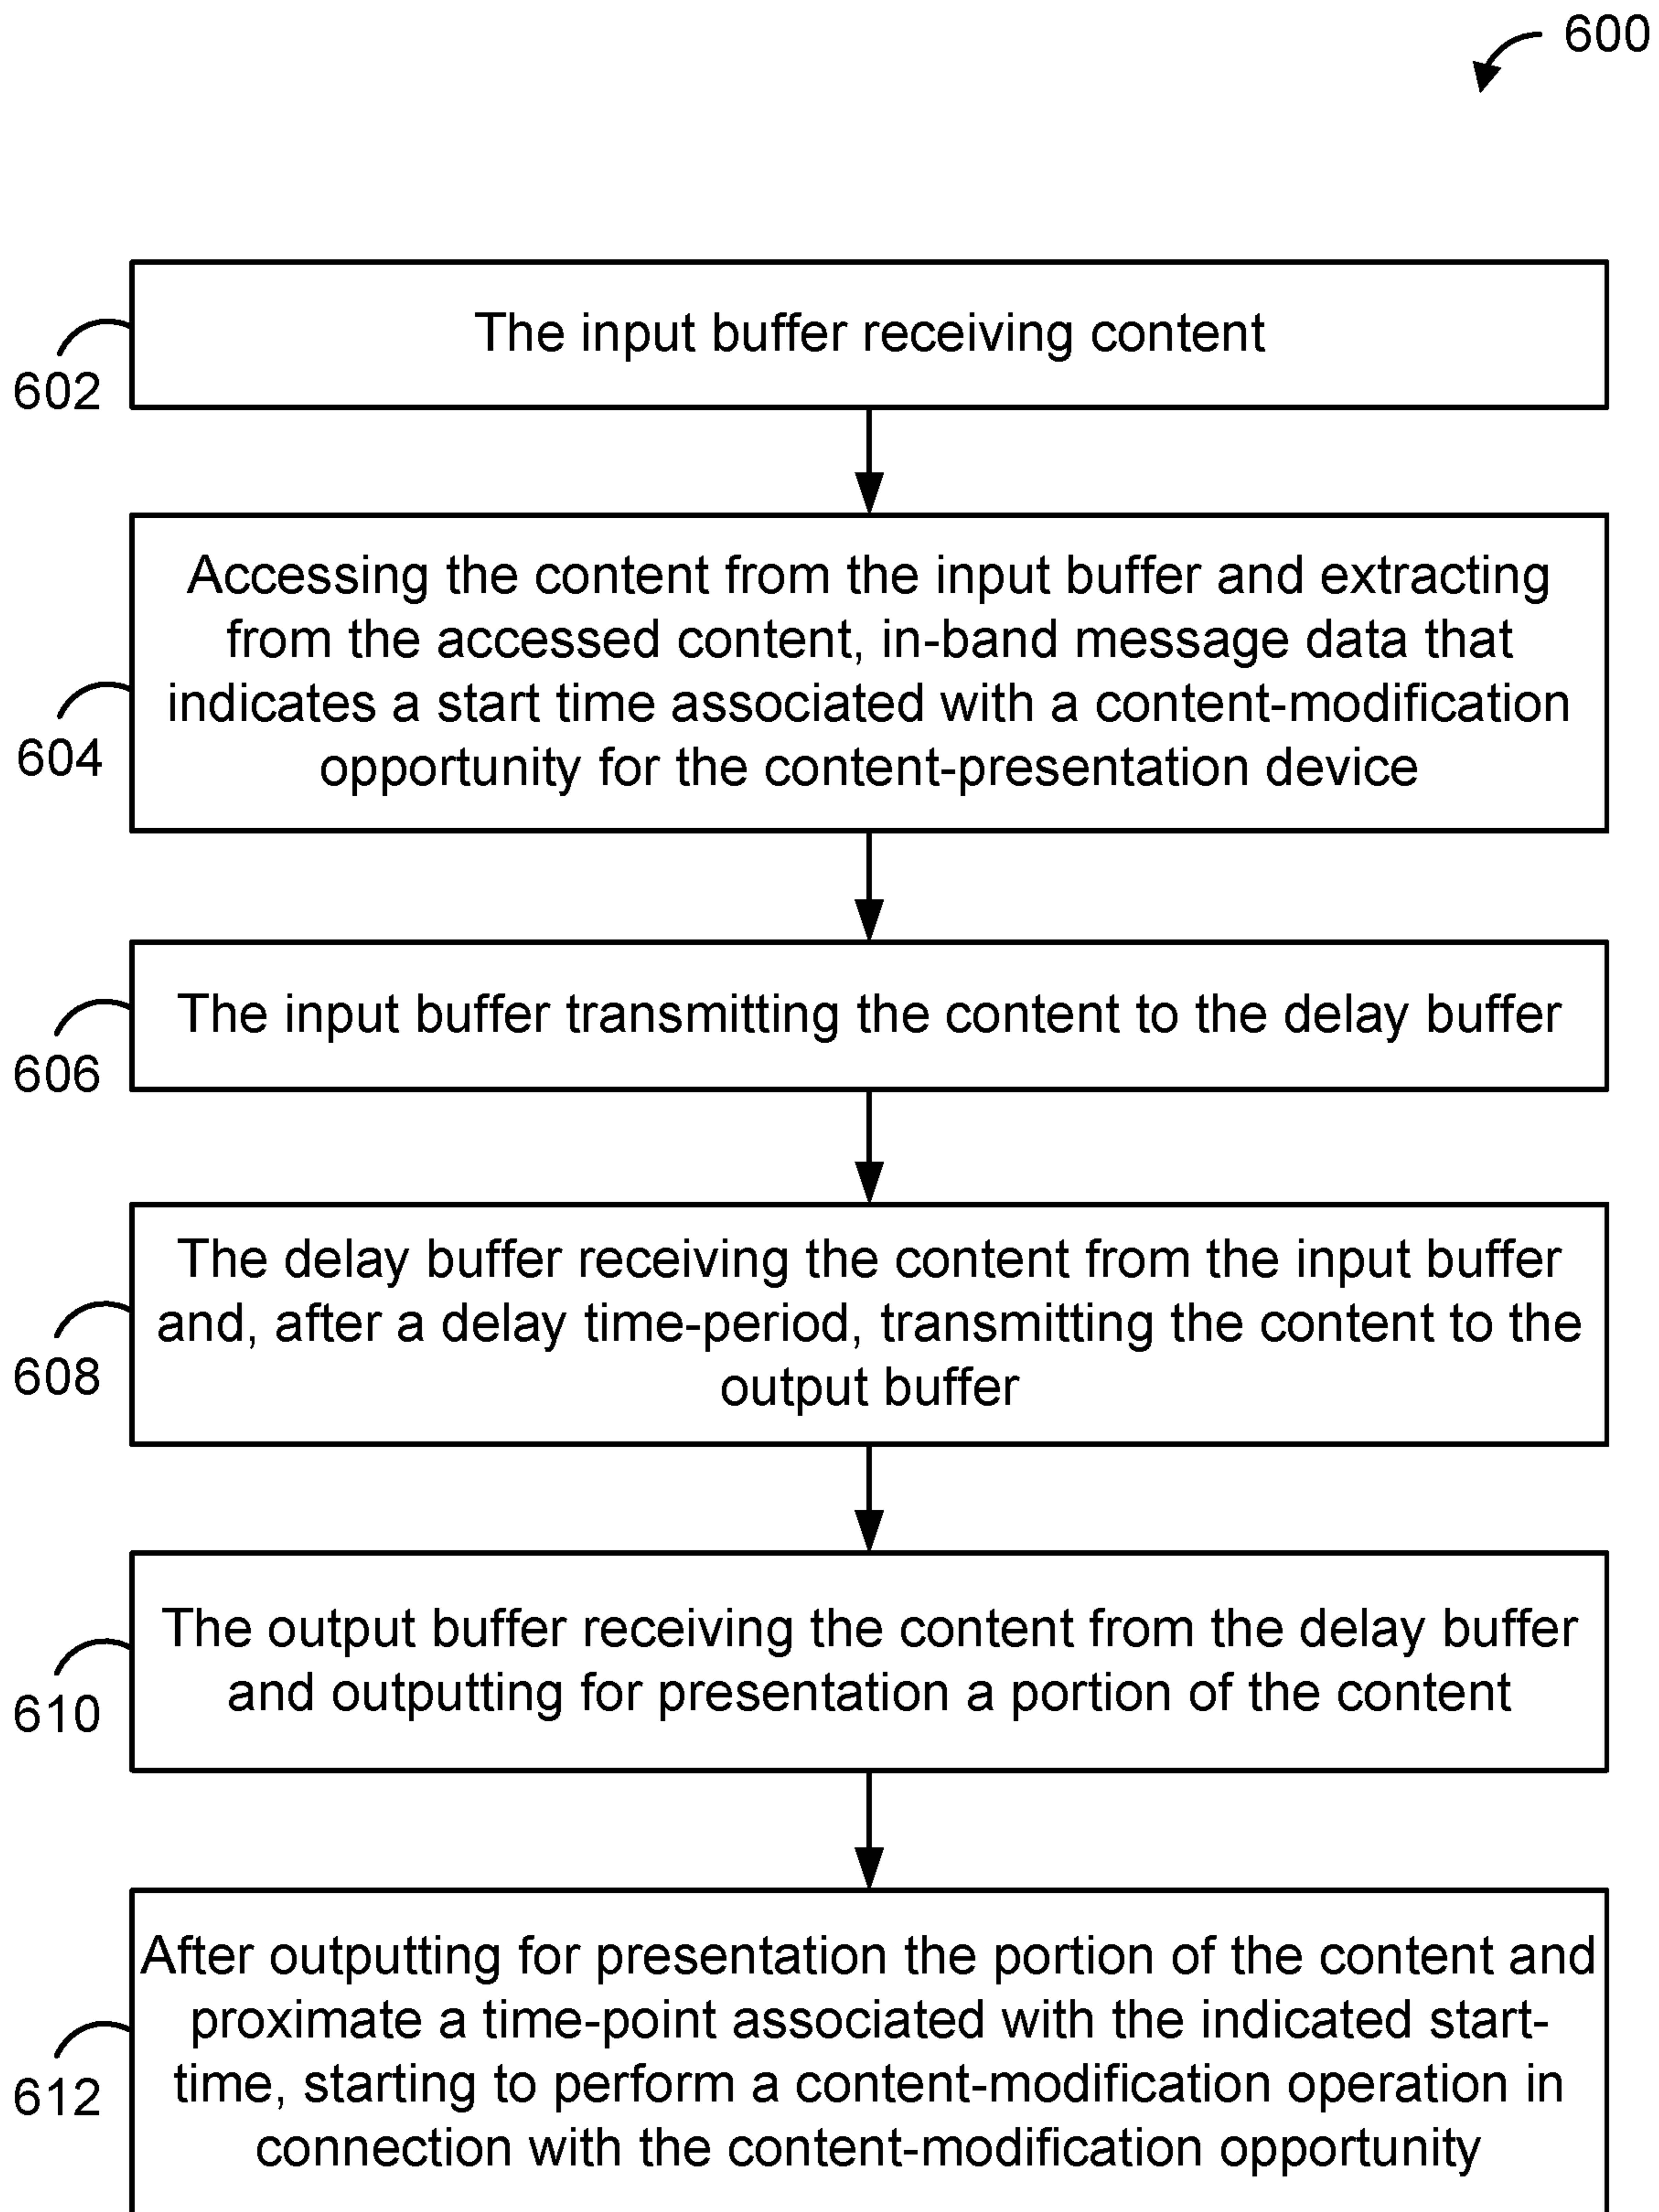 600
The input buffer receiving content
602
Accessing the content from the input buffer and extracting
from the accessed content, in-band message data that
indicates a start time associated with a content-modification
opportunity for the content-presentation device
604
The input buffer transmitting the content to the delay buffer
606
The delay buffer receiving the content from the input buffer
and, after a delay time-period, transmitting the content to the
output buffer
608
The output buffer receiving the content from the delay buffer
and outputting for presentation a portion of the content
610
After outputting for presentation the portion of the content and
proximate a time-point associated with the indicated start-
time, starting to perform a content-modification operation in
connection with the content-modification opportunity
612